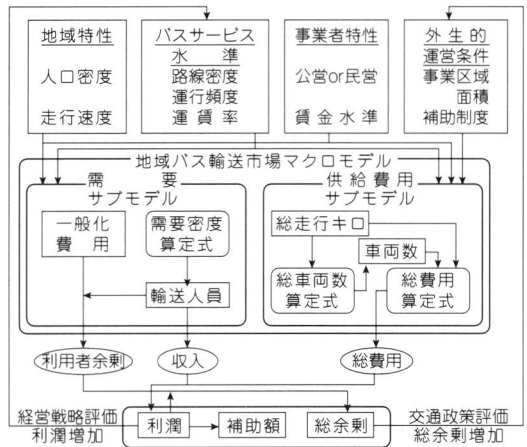 地域特性
人口密度
走行速度
バスサービス
水準
路線密度
運行頻度
運賃率
事業者特性
公営or民営
賃金水準
外生的
運営条件
事業区域
面積
補助制度
地域バス輸送市場マクロモデル
需要
サブモデル
一般化
費用
需要密度
算定式
輸送人員
供給費用
サブモデル
総走行キロ
車両数
総車両数
算定式
総費用
算定式
利用者余剰
収入
総費用
経営戦略評価
利潤増加
利潤
補助額
総余剰
交通政策評価
総余剰増加